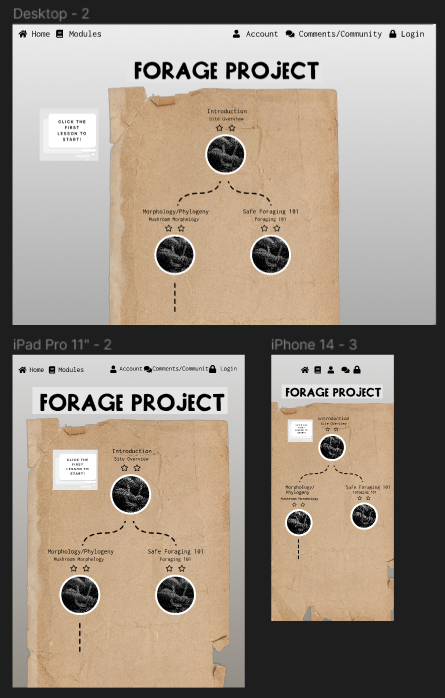 Desktop - 2
Home Modules Account Comments/Community Login
FORAGE PROJECT
CLICK THE
FIRST
LESSON TO
START!
Introduction
Site Overview
Morphology/Phylogeny
Mushroom Morphology
Safe Foraging 101
Foraging 101
iPad Pro 11" - 2
Home Modules Account Comments/Communit Login
FORAGE PROJECT
CLICK THE
FIRST
LESSON TO
START!
Introduction
Site Overview
Morphology/Phylogeny
Mushroom Morphology
Safe Foraging 101
Foraging 101
iPhone 14 - 3
FORAGE PROJECT
Introduction
Site Overview
Morphology/
Phylogeny
Mushroom Morphology
Safe Foraging 101
Foraging 101